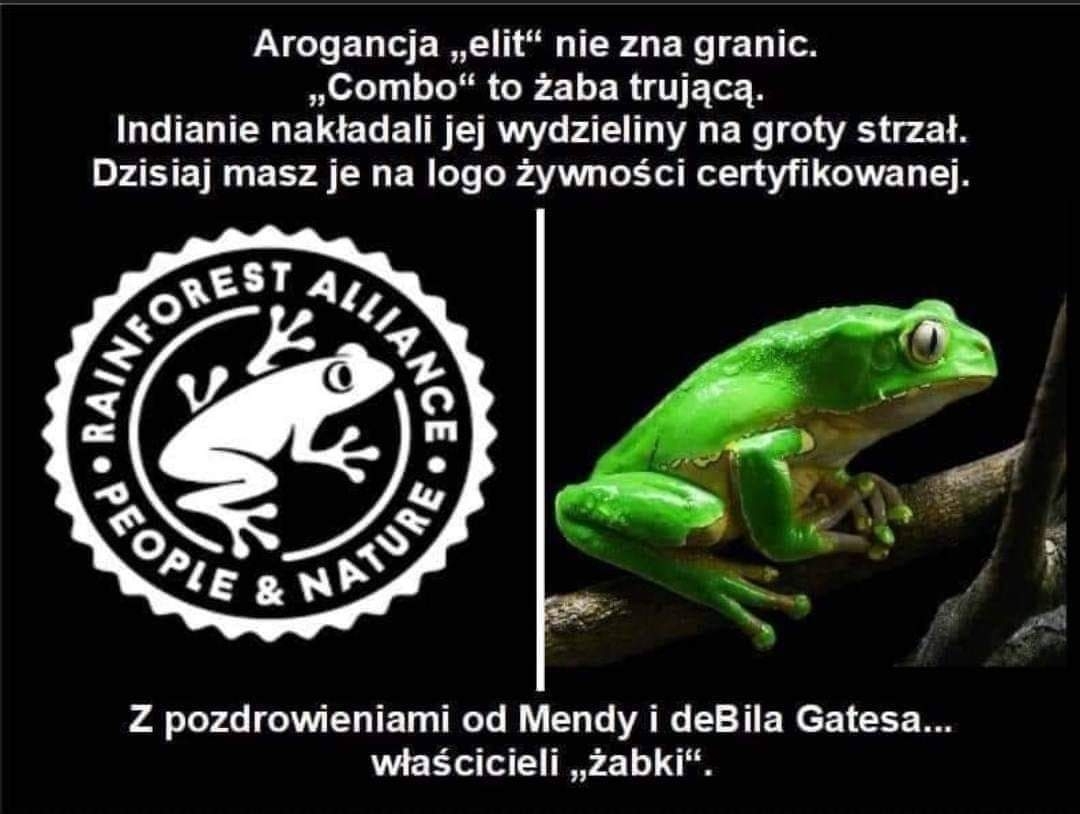 Arogancja „elit“ nie zna granic.
„Combo“ to żaba trującą.
Indianie nakładali jej wydzieliny na groty strzał.
Dzisiaj masz je na logo żywności certyfikowanej.
RAINFOREST ALLIANCE
• PEOPLE & NATURE •
Z pozdrowieniami od Mendy i deBila Gatesa...
właścicieli „żabki“.